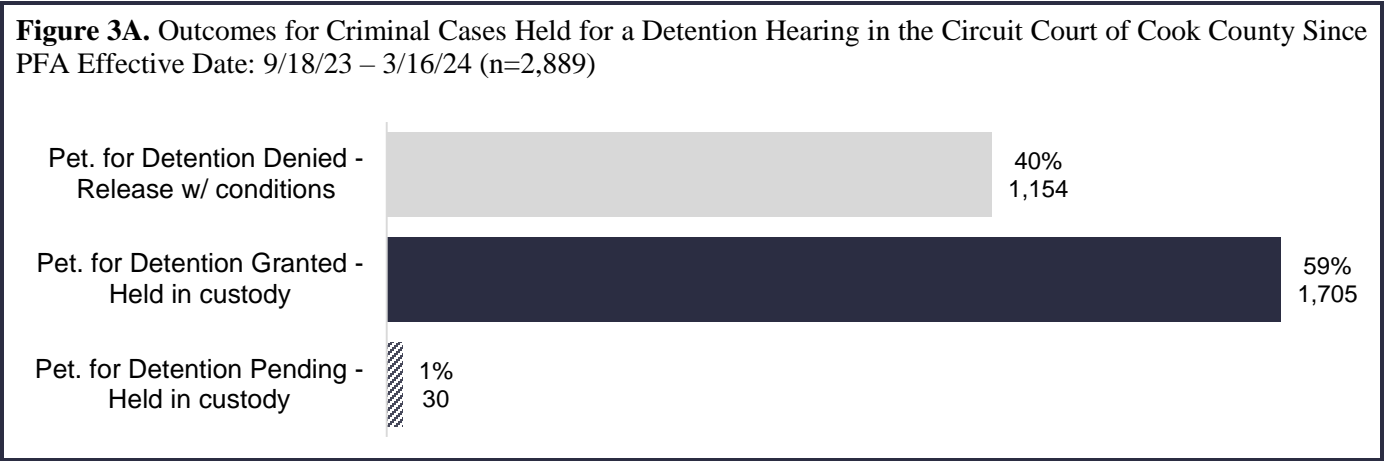 Figure 3A. Outcomes for Criminal Cases Held for a Detention Hearing in the Circuit Court of Cook County Since
PFA Effective Date: 9/18/23 – 3/16/24 (n=2,889)
Pet. for Detention Denied -
Release w/ conditions
40%
1,154
Pet. for Detention Granted -
Held in custody
59%
1,705
Pet. for Detention Pending -
Held in custody
1%
30